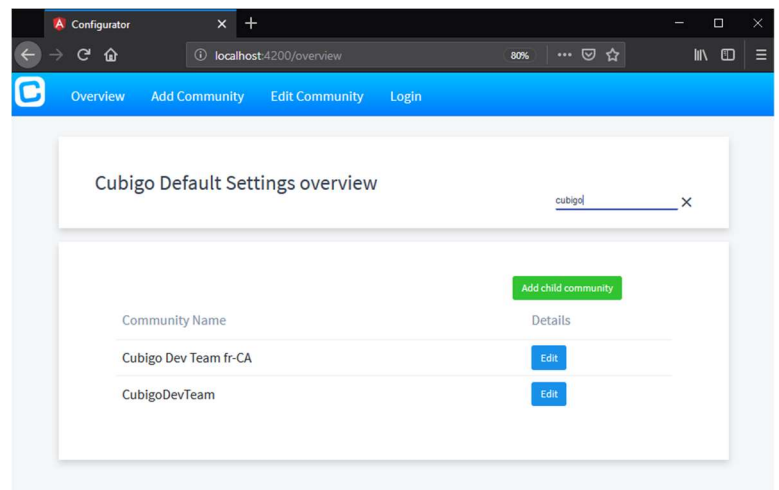 Configurator
localhost:4200/overview 80%
Overview Add Community Edit Community Login
Cubigo Default Settings overview
cubigo
Add child community
Community Name Details
Cubigo Dev Team fr-CA Edit
CubigoDevTeam Edit